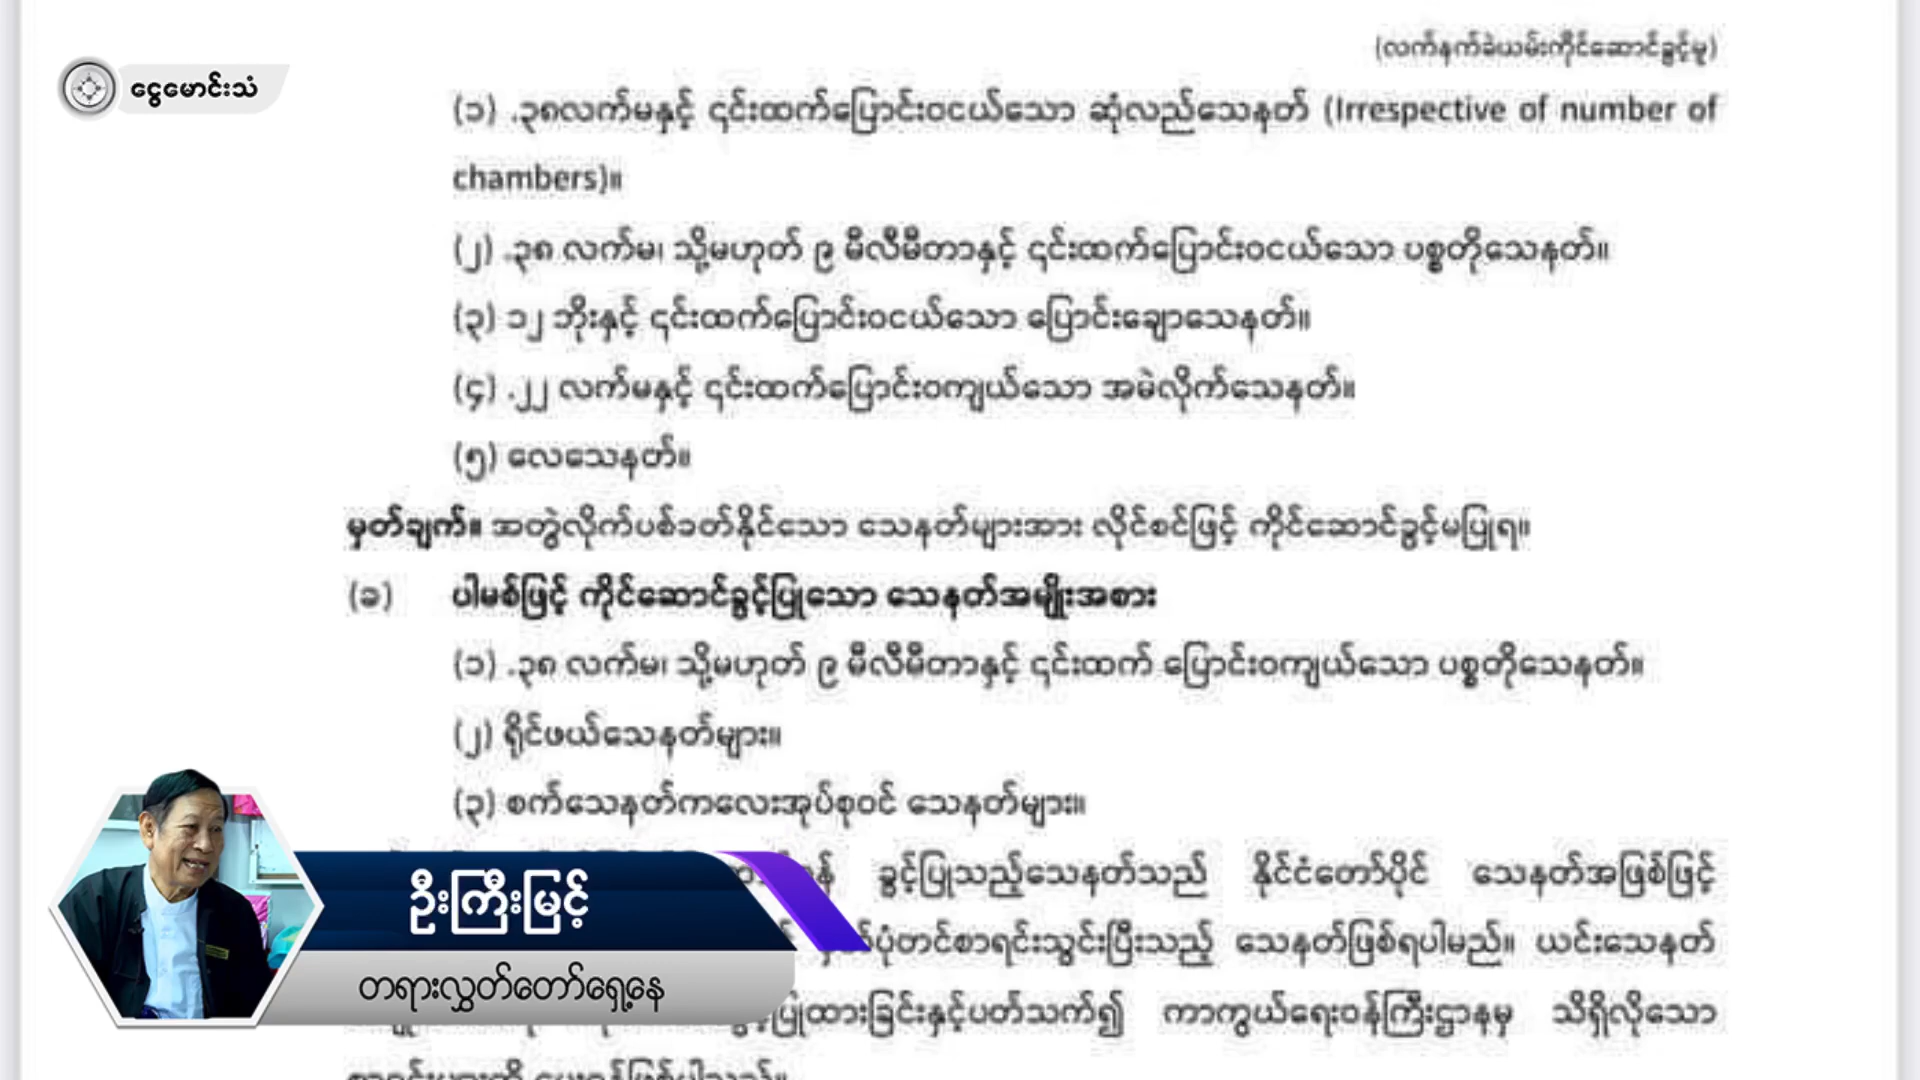 (လက်နက်ခဲယမ်းကိုင်ဆောင်ခွင့်မူ)
ငွေမောင်းသံ
(၁) .၃၈လက်မနှင့် ၎င်းထက်ပြောင်းဝငယ်သော ဆုံလည်သေနတ် (Irrespective of number of
chambers)။
(၂) .၃၈ လက်မ၊ သို့မဟုတ် ၉ မီလီမီတာနှင့် ၎င်းထက်ပြောင်းဝငယ်သော ပစ္စတိုသေနတ်။
(၃) ၁၂ ဘိုးနှင့် ၎င်းထက်ပြောင်းဝငယ်သော ပြောင်းချောသေနတ်။
(၄) .၂၂ လက်မနှင့် ၎င်းထက်ပြောင်းဝကျယ်သော အမဲလိုက်သေနတ်။
(၅) လေသေနတ်။
မှတ်ချက်။ အတွဲလိုက်ပစ်ခတ်နိုင်သော သေနတ်များအား လိုင်စင်ဖြင့် ကိုင်ဆောင်ခွင့်မပြုရ။
(ခ) ပါမစ်ဖြင့် ကိုင်ဆောင်ခွင့်ပြုသော သေနတ်အမျိုးအစား
(၁) .၃၈ လက်မ၊ သို့မဟုတ် ၉ မီလီမီတာနှင့် ၎င်းထက် ပြောင်းဝကျယ်သော ပစ္စတိုသေနတ်။
(၂) ရိုင်ဖယ်သေနတ်များ။
(၃) စက်သေနတ်ကလေးအုပ်စုဝင် သေနတ်များ။
ခွင့်ပြုသည့်သေနတ်သည် နိုင်ငံတော်ပိုင် သေနတ်အဖြစ်ဖြင့်
မှတ်ပုံတင်စာရင်းသွင်းပြီးသည့် သေနတ်ဖြစ်ရပါမည်။ ယင်းသေနတ်
ပြုထားခြင်းနှင့်ပတ်သက်၍ ကာကွယ်ရေးဝန်ကြီးဌာနမှ သိရှိလိုသော
ဦးကြီးမြင့်
တရားလွှတ်တော်ရှေ့နေ